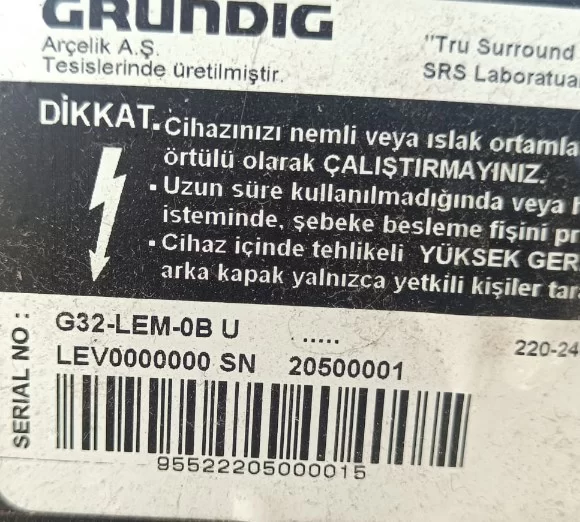 GRUNDIG
Arçelik A.Ş.
Tesislerinde üretilmiştir.
"Tru Surround
SRS Laboratua
DİKKAT
• Cihazınızı nemli veya ıslak ortamla
örtülü olarak ÇALIŞTIRMAYINIZ.
• Uzun süre kullanılmadığında veya
isteminde, şebeke besleme fişini pr
• Cihaz içinde tehlikeli YÜKSEK GER
arka kapak yalnızca yetkili kişiler tar
SERIAL NO :
G32-LEM-0B U .....
220-24
LEV0000000 SN 20500001
95522205000015